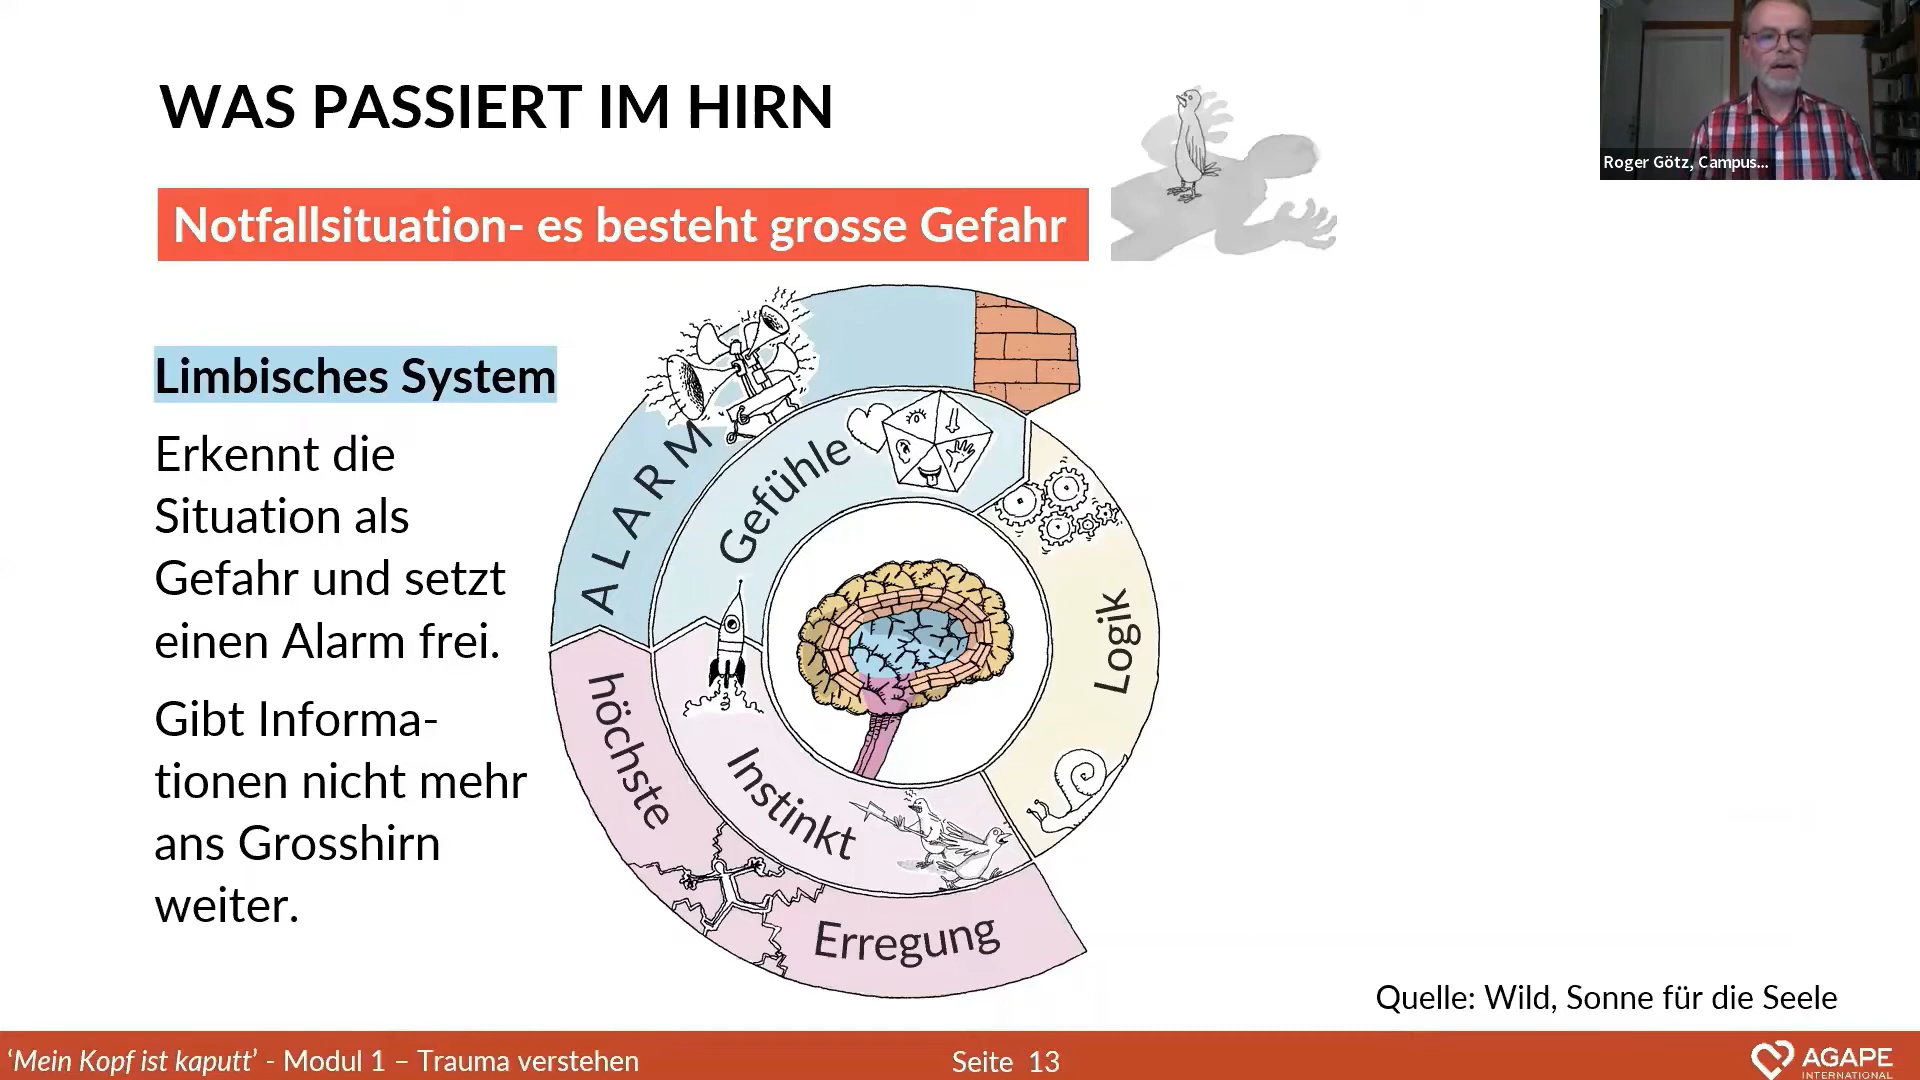 WAS PASSIERT IM HIRN
Roger Götz, Campus...
Notfallsituation- es besteht grosse Gefahr
Limbisches System
Erkennt die
Situation als
Gefahr und setzt
einen Alarm frei.
Gibt Informa-
tionen nicht mehr
ans Grosshirn
weiter.
ALARM
Gefühle
Logik
höchste
Instinkt
Erregung
Quelle: Wild, Sonne für die Seele
‘Mein Kopf ist kaputt’ - Modul 1 – Trauma verstehen
Seite 13
AGAPE
INTERNATIONAL